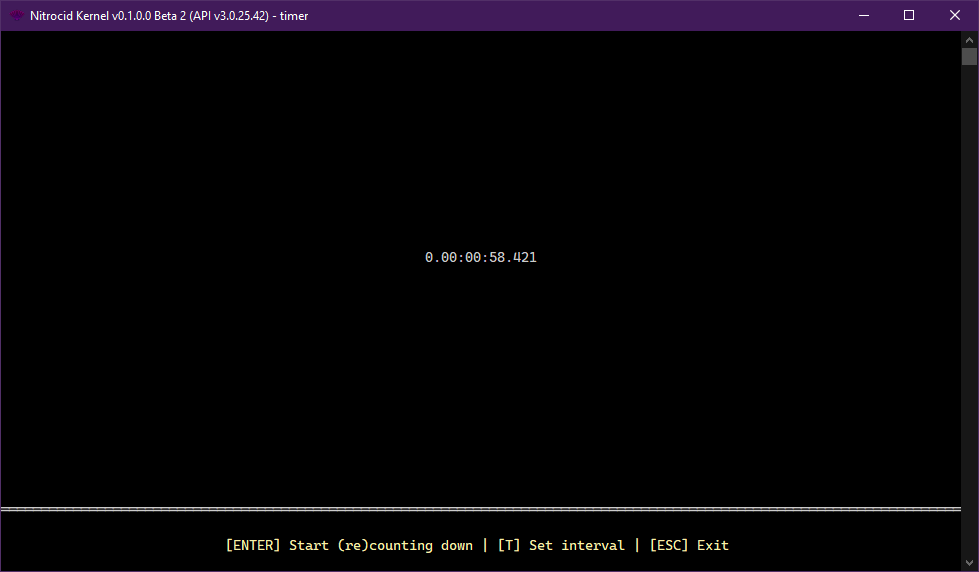 Nitrocid Kernel v0.1.0.0 Beta 2 (API v3.0.25.42) - timer
0.00:00:58.421
[ENTER] Start (re)counting down | [T] Set interval | [ESC] Exit